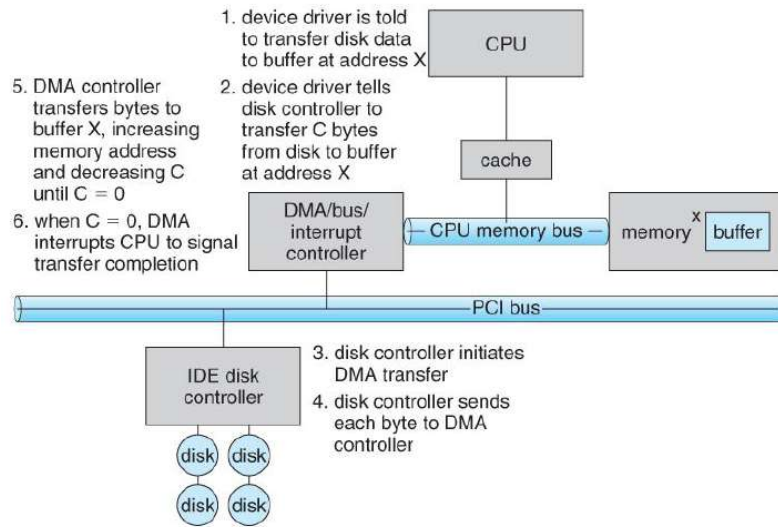 1. device driver is told
to transfer disk data
to buffer at address X
CPU
5. DMA controller
transfers bytes to
buffer X, increasing
memory address
and decreasing C
until C = 0
2. device driver tells
disk controller to
transfer C bytes
from disk to buffer
at address X
cache
6. when C = 0, DMA
interrupts CPU to signal
transfer completion
DMA/bus/
interrupt
controller
CPU memory bus
memory
x
buffer
PCI bus
IDE disk
controller
3. disk controller initiates
DMA transfer
4. disk controller sends
each byte to DMA
controller
disk disk
disk disk